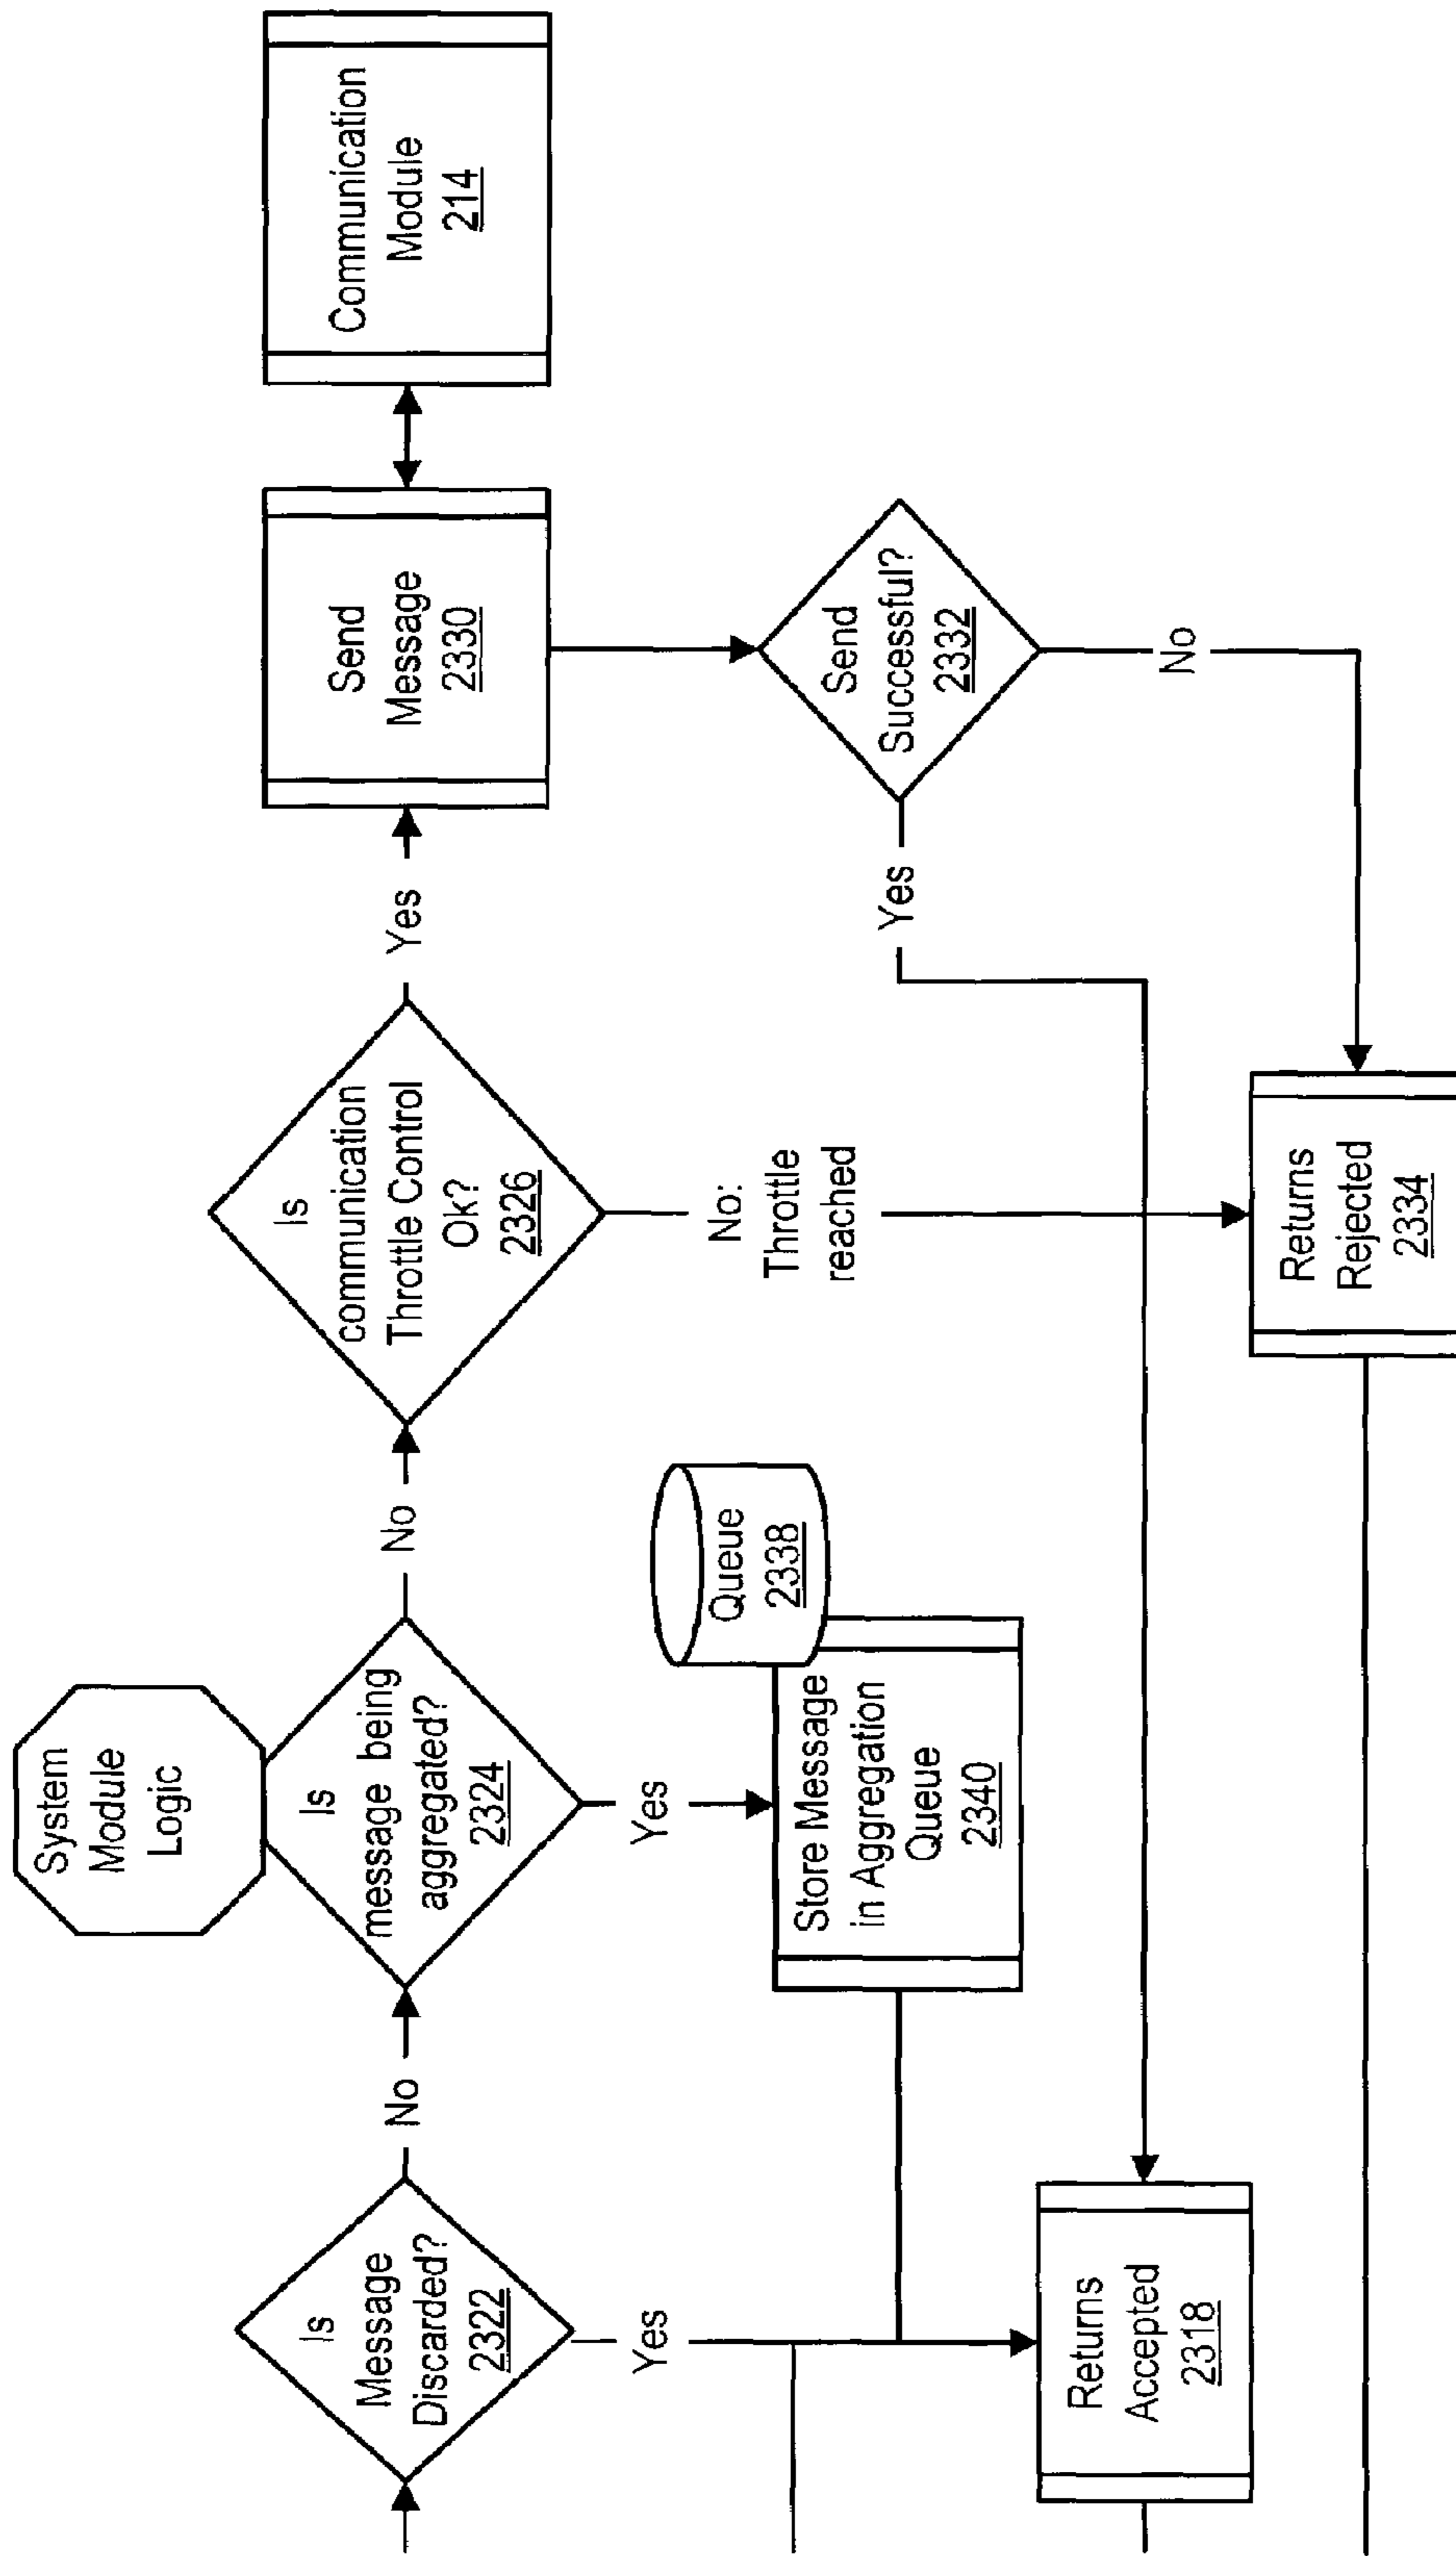 System
Module
Logic
Is
Message
Discarded?
2322
No
Is
message being
aggregated?
2324
No
Is
communication
Throttle Control
Ok?
2326
Yes
Send
Message
2330
Communication
Module
214
Yes
Yes
No:
Throttle
reached
Queue
2338
Store Message
in Aggregation
Queue
2340
Yes
Send
Successful?
2332
No
Returns
Accepted
2318
Returns
Rejected
2334